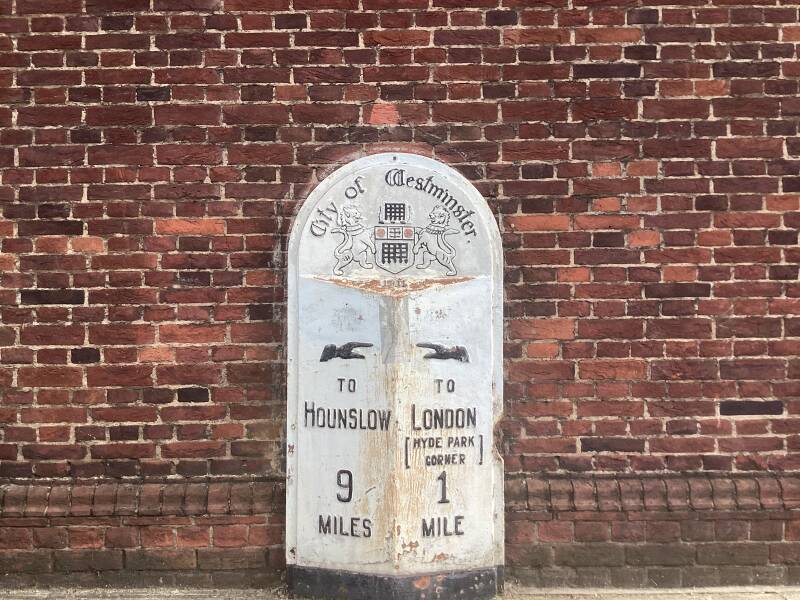 City of Westminster.
TO
HOUNSLOW
9
MILES
TO
LONDON
[HYDE PARK
CORNER]
1
MILE